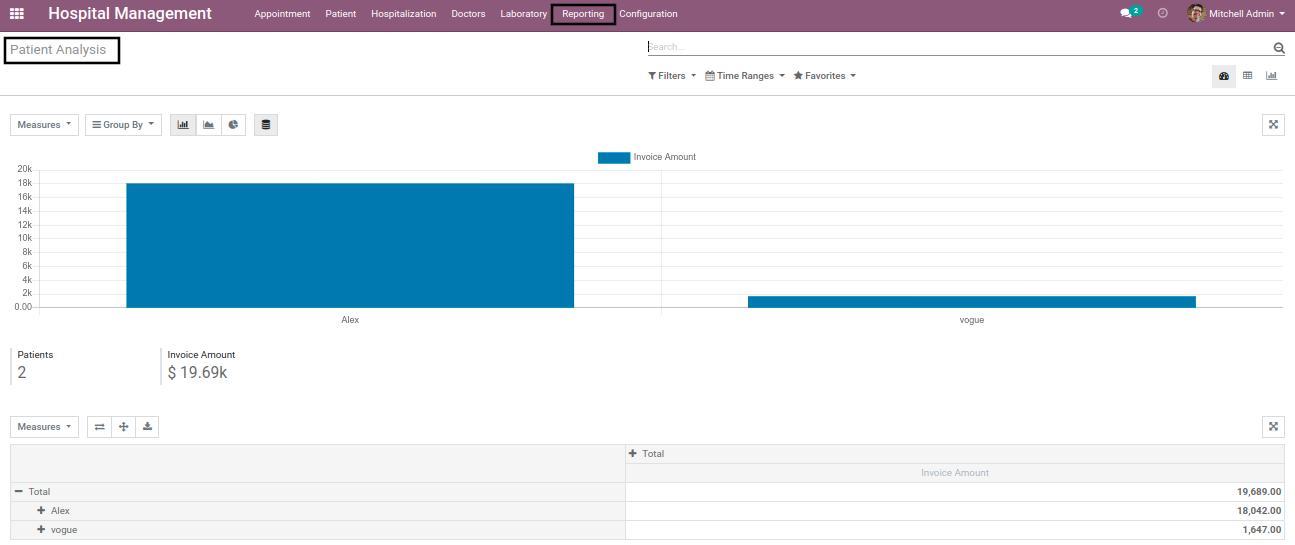 Hospital Management Appointment Patient Hospitalization Doctors Laboratory Reporting Configuration 2 Mitchell Admin
Patient Analysis Search...
Filters Time Ranges Favorites
Measures Group By
Invoice Amount
20k
18k
16k
14k
12k
10k
8k
6k
4k
2k
0.00
Alex vogue
Patients Invoice Amount
2 $ 19.69k
Measures
Total
Invoice Amount
Total 19,689.00
Alex 18,042.00
vogue 1,647.00